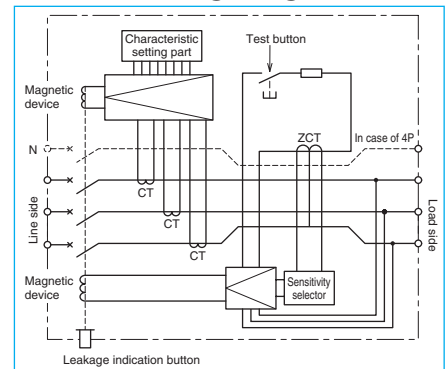 Characteristic
setting part
Test button
Magnetic
device
ZCT
In case of 4P
N
CT
CT
CT
Line side
Load side
Magnetic
device
Sensitivity
selector
Leakage indication button